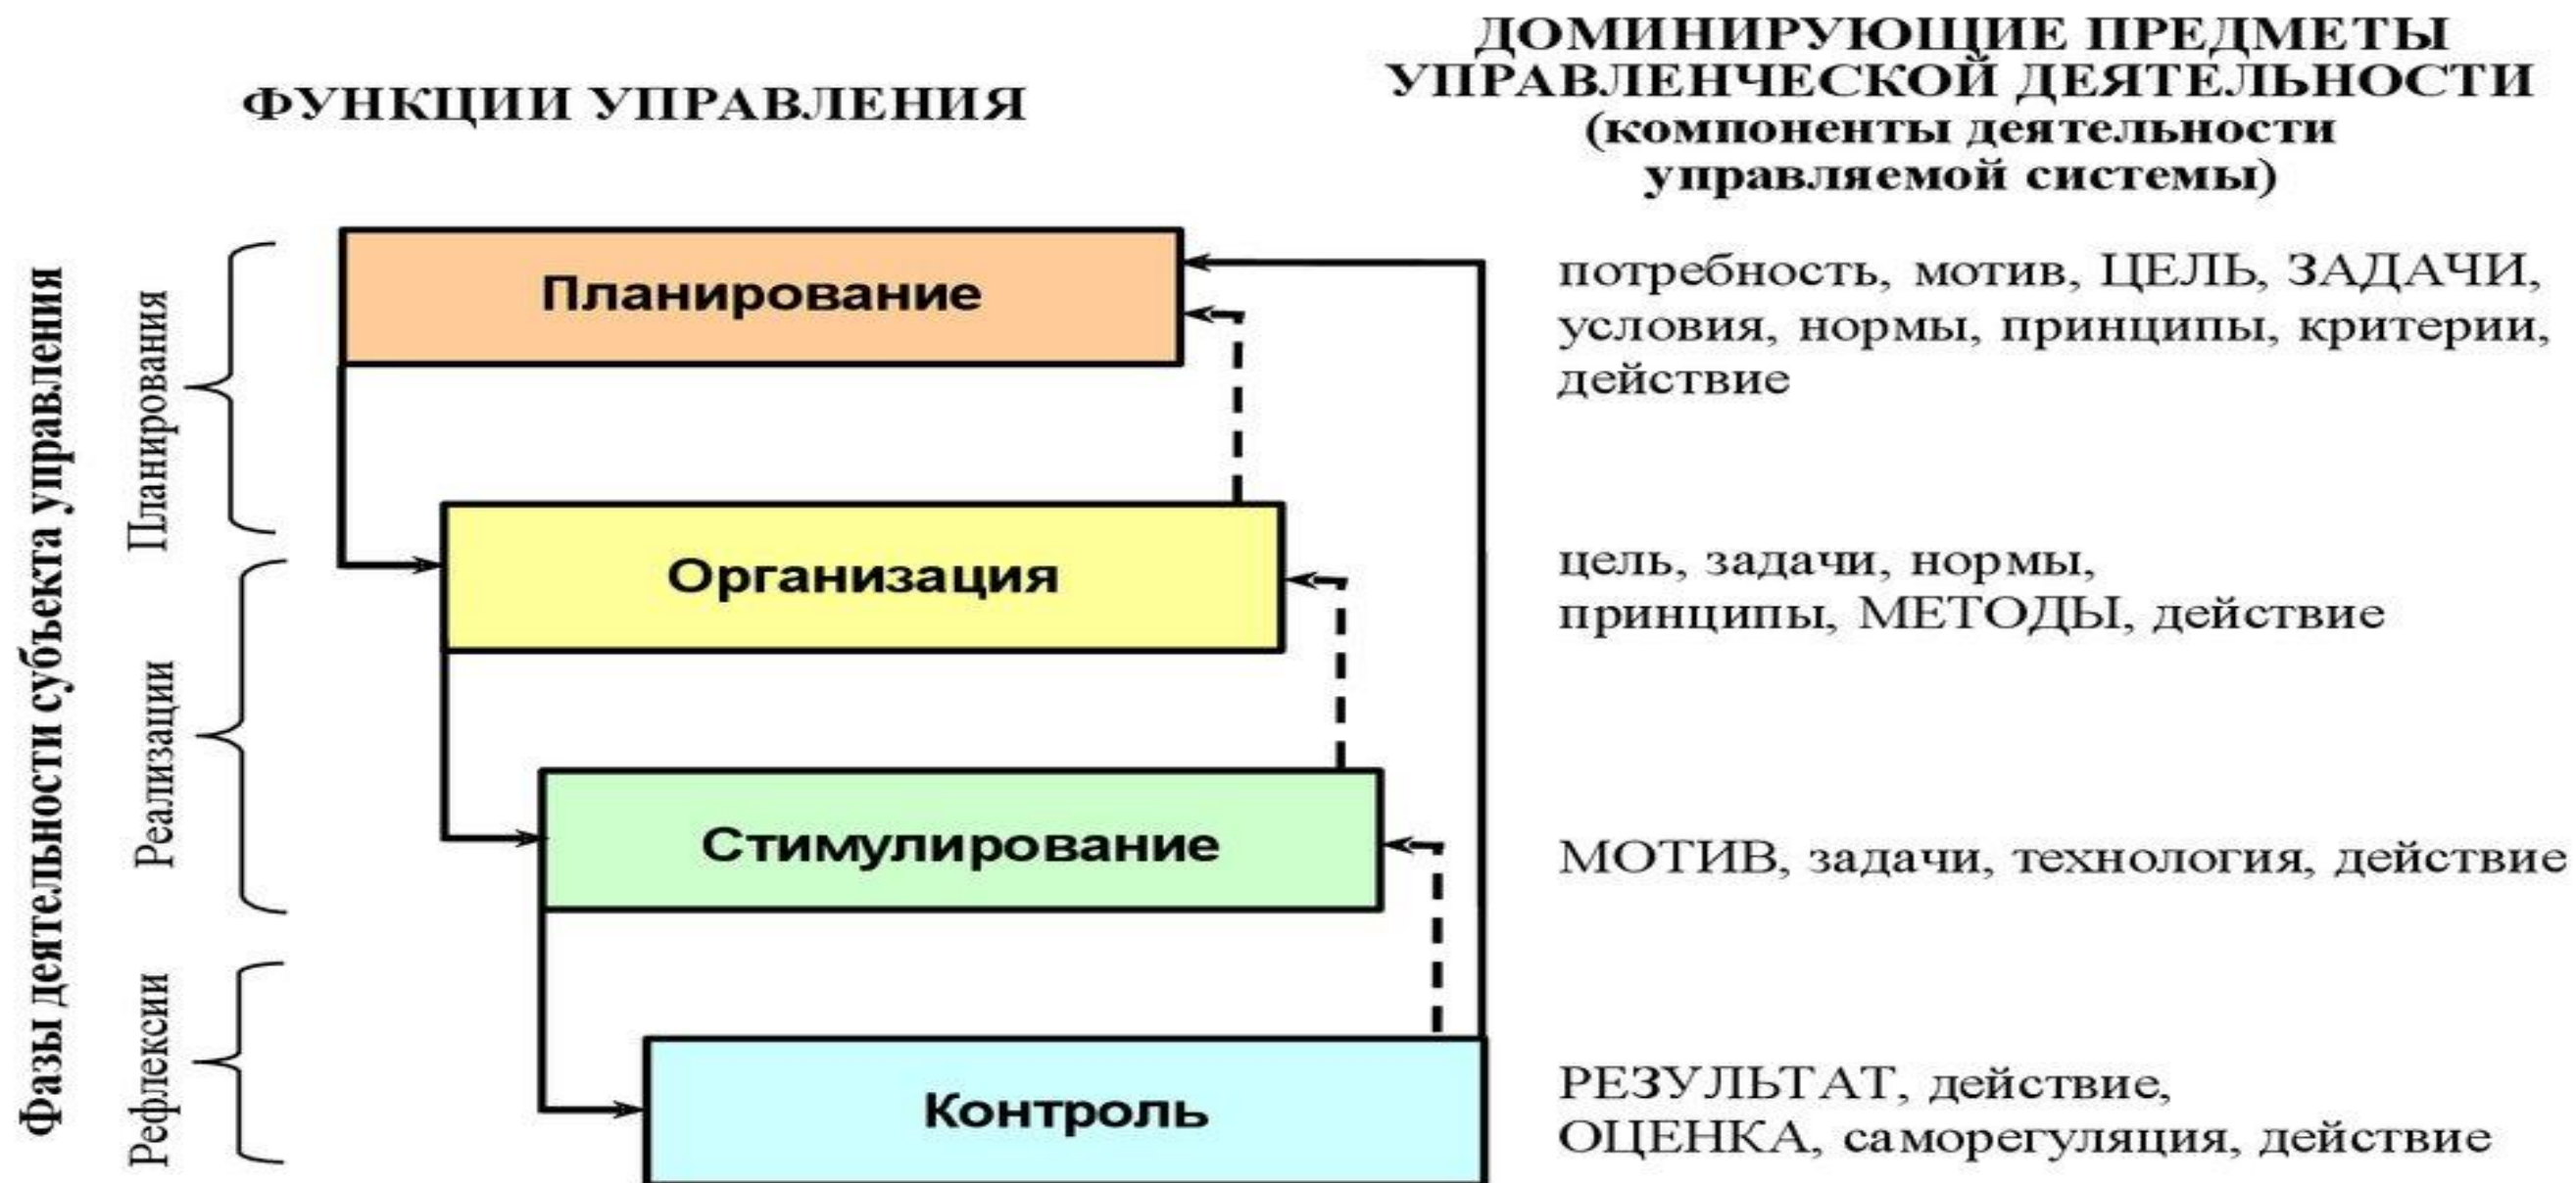 ФУНКЦИИ УПРАВЛЕНИЯ
ДОМИНИРУЮЩИЕ ПРЕДМЕТЫ
УПРАВЛЕНЧЕСКОЙ ДЕЯТЕЛЬНОСТИ
(компоненты деятельности
управляемой системы)
Фазы деятельности субъекта управления
Планирования
Планирование
потребность, мотив, ЦЕЛЬ, ЗАДАЧИ,
условия, нормы, принципы, критерии,
действие
Реализации
Организация
цель, задачи, нормы,
принципы, МЕТОДЫ, действие
Стимулирование
МОТИВ, задачи, технология, действие
Рефлексии
Контроль
РЕЗУЛЬТАТ, действие,
ОЦЕНКА, саморегуляция, действие